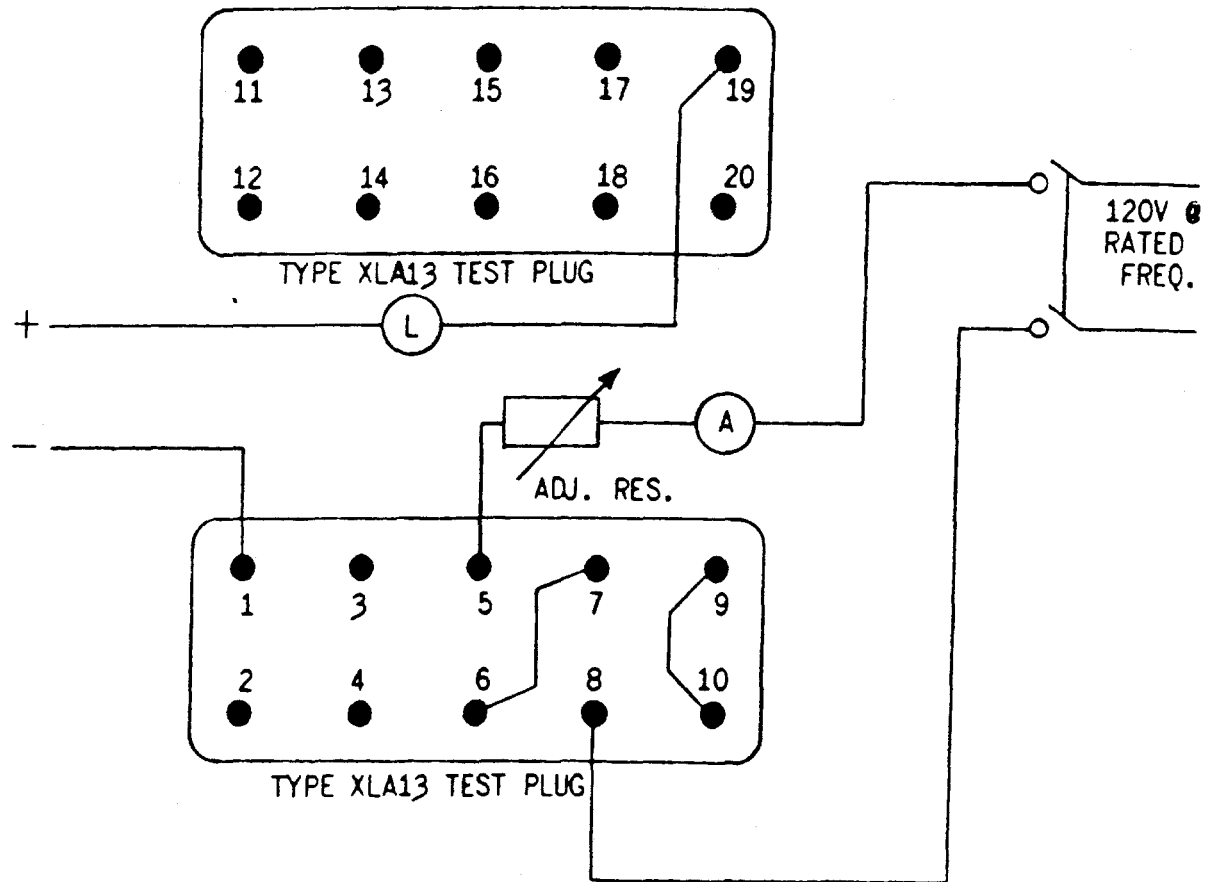 11 13 15 17 19
12 14 16 18 20
TYPE XLA13 TEST PLUG
120V @
RATED
FREQ.
+
L
A
−
ADJ. RES.
1 3 5 7 9
2 4 6 8 10
TYPE XLA13 TEST PLUG